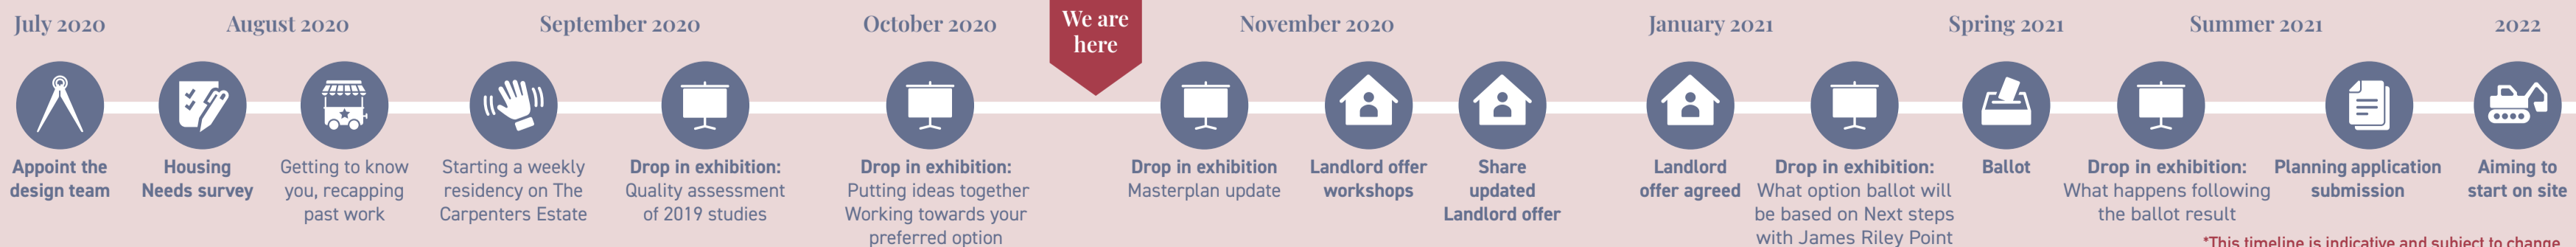 July 2020
August 2020
September 2020
October 2020
We are
here
November 2020
January 2021
Spring 2021
Summer 2021
2022
Appoint the
design team
Housing
Needs survey
Getting to know
you, recapping
past work
Starting a weekly
residency on The
Carpenters Estate
Drop in exhibition:
Quality assessment
of 2019 studies
Drop in exhibition:
Putting ideas together
Working towards your
preferred option
Drop in exhibition
Masterplan update
Landlord offer
workshops
Share
updated
Landlord offer
Landlord
offer agreed
Drop in exhibition:
What option ballot will
be based on Next steps
with James Riley Point
Ballot
Drop in exhibition:
What happens following
the ballot result
Planning application
submission
Aiming to
start on site
*This timeline is indicative and subject to change